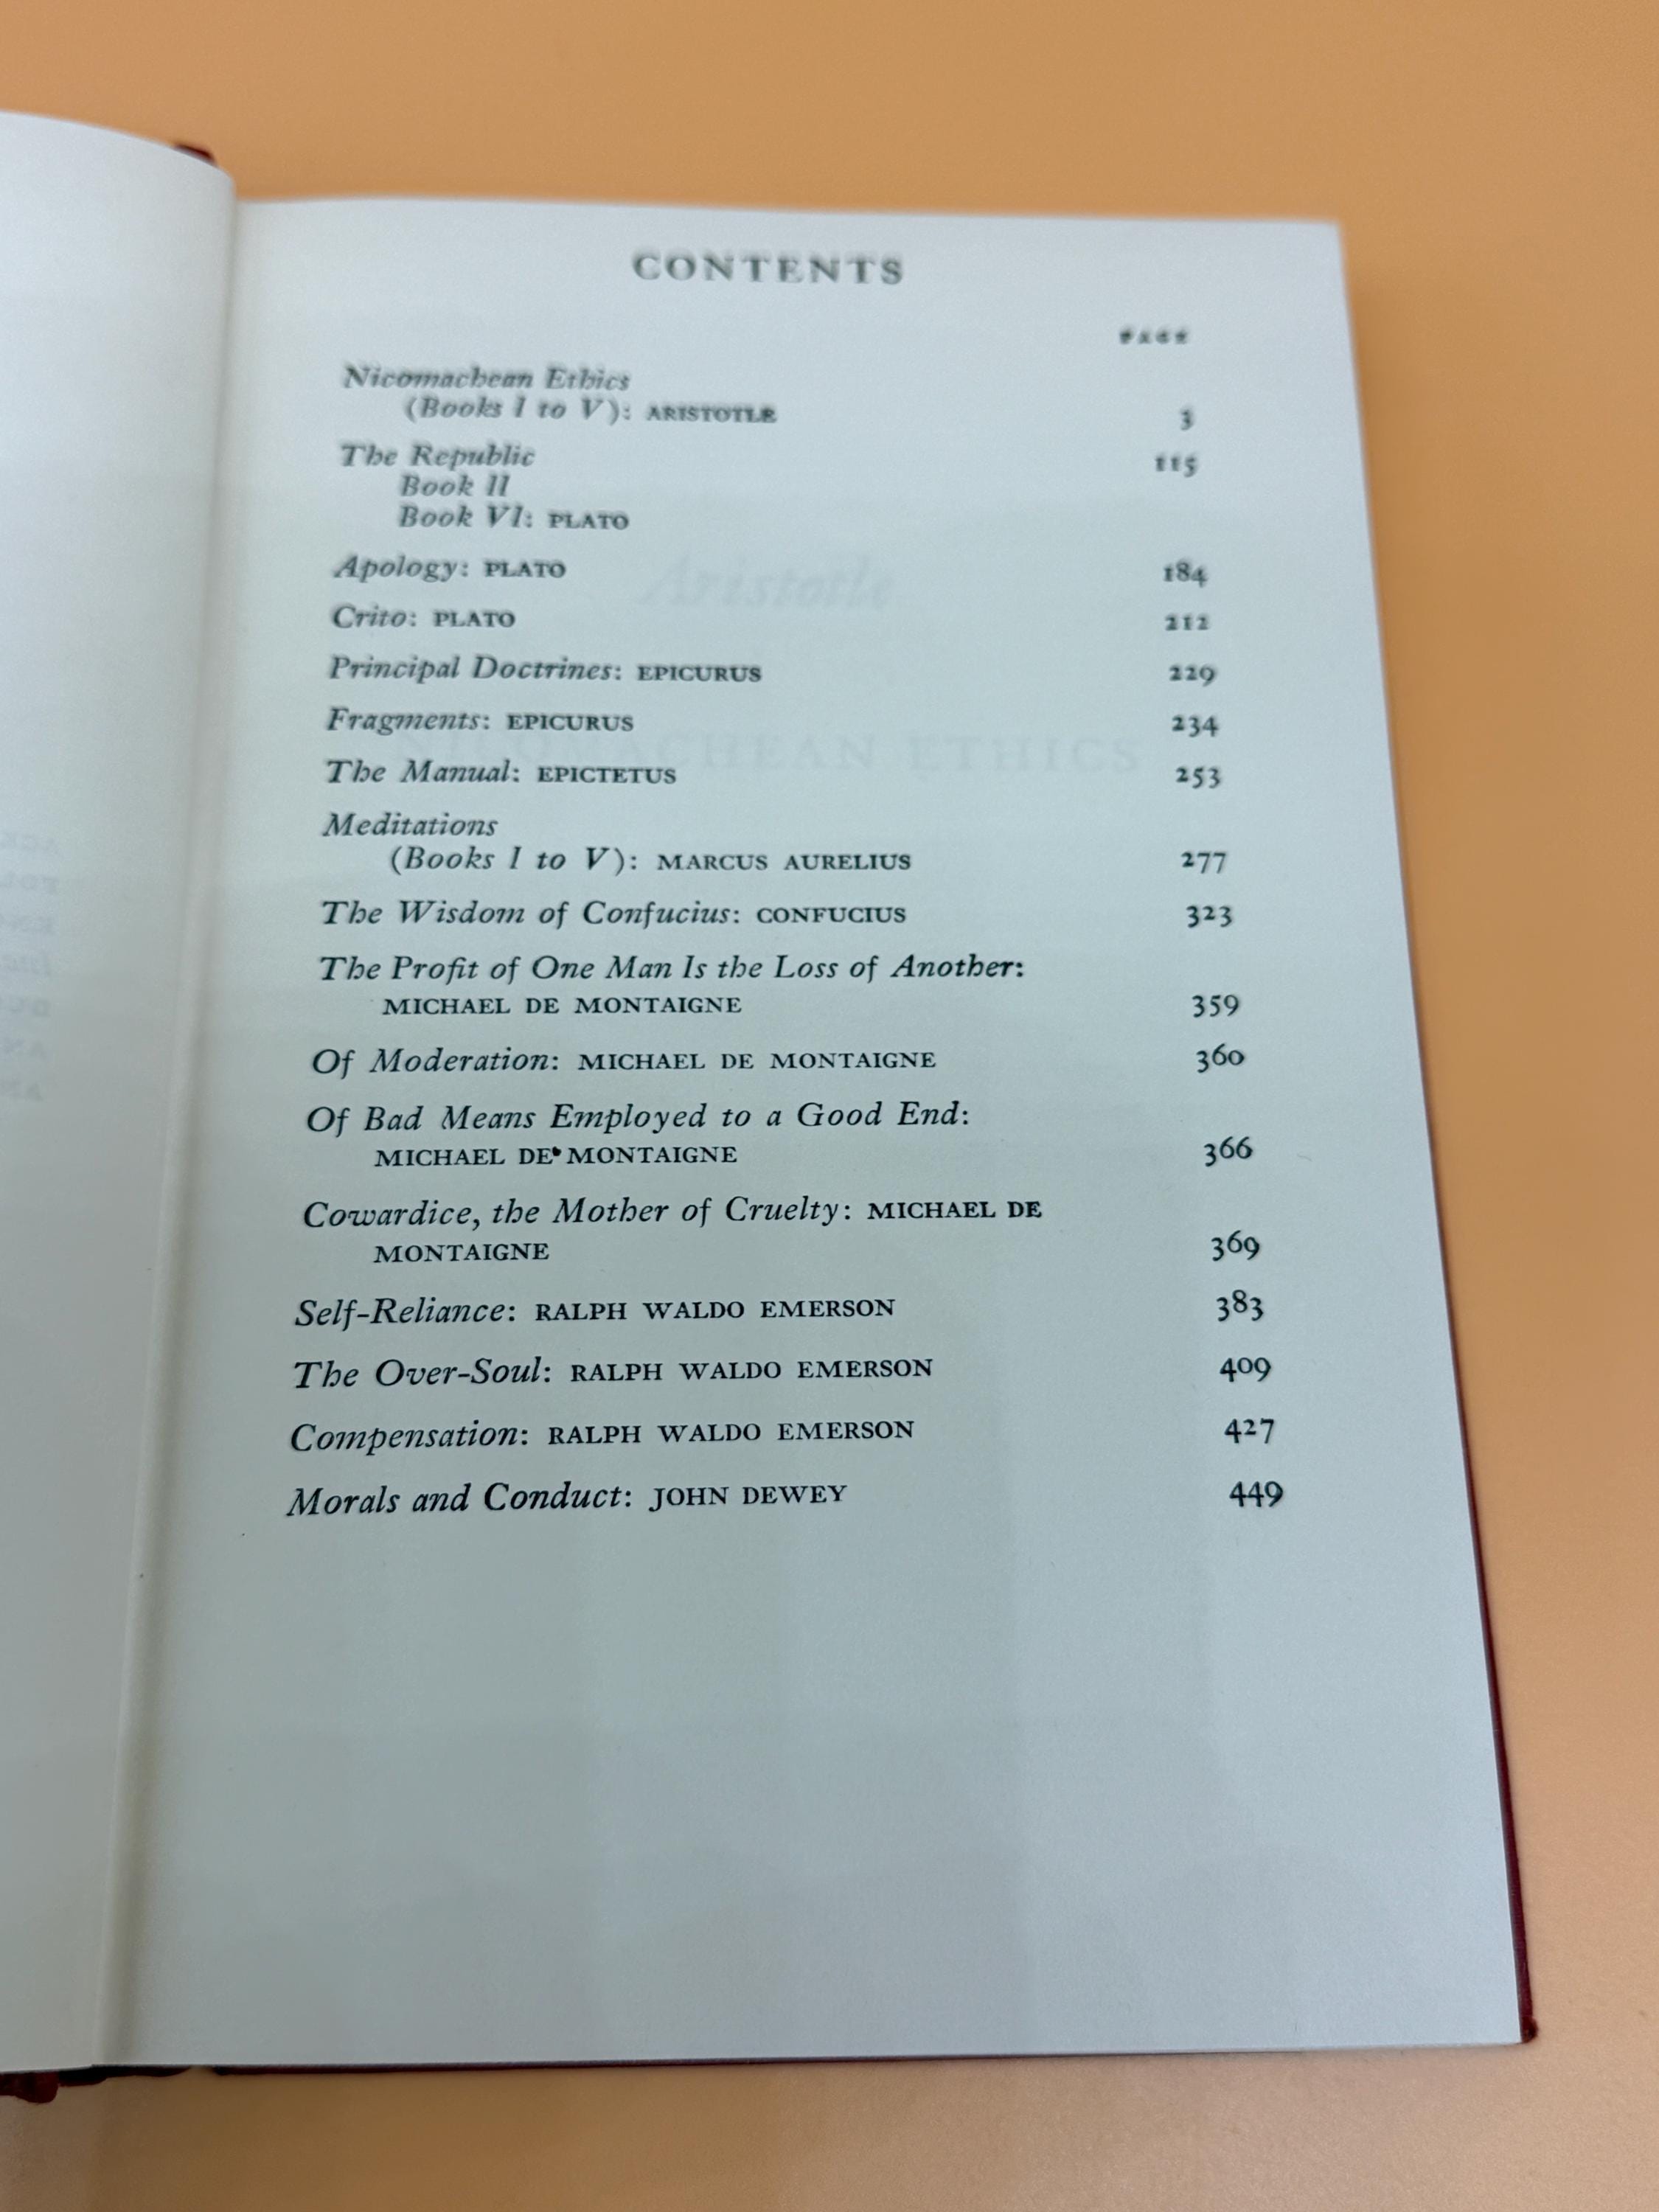 CONTENTS
PAGE
Nicomachean Ethics
(Books I to V): ARISTOTLE 3
The Republic 115
Book II
Book VI: PLATO
Apology: PLATO 184
Crito: PLATO 212
Principal Doctrines: EPICURUS 229
Fragments: EPICURUS 234
The Manual: EPICTETUS 253
Meditations
(Books I to V): MARCUS AURELIUS 277
The Wisdom of Confucius: CONFUCIUS 323
The Profit of One Man Is the Loss of Another:
MICHAEL DE MONTAIGNE 359
Of Moderation: MICHAEL DE MONTAIGNE 360
Of Bad Means Employed to a Good End:
MICHAEL DE MONTAIGNE 366
Cowardice, the Mother of Cruelty: MICHAEL DE
MONTAIGNE 369
Self-Reliance: RALPH WALDO EMERSON 383
The Over-Soul: RALPH WALDO EMERSON 409
Compensation: RALPH WALDO EMERSON 427
Morals and Conduct: JOHN DEWEY 449
Aristotle
NICOMACHEAN ETHICS